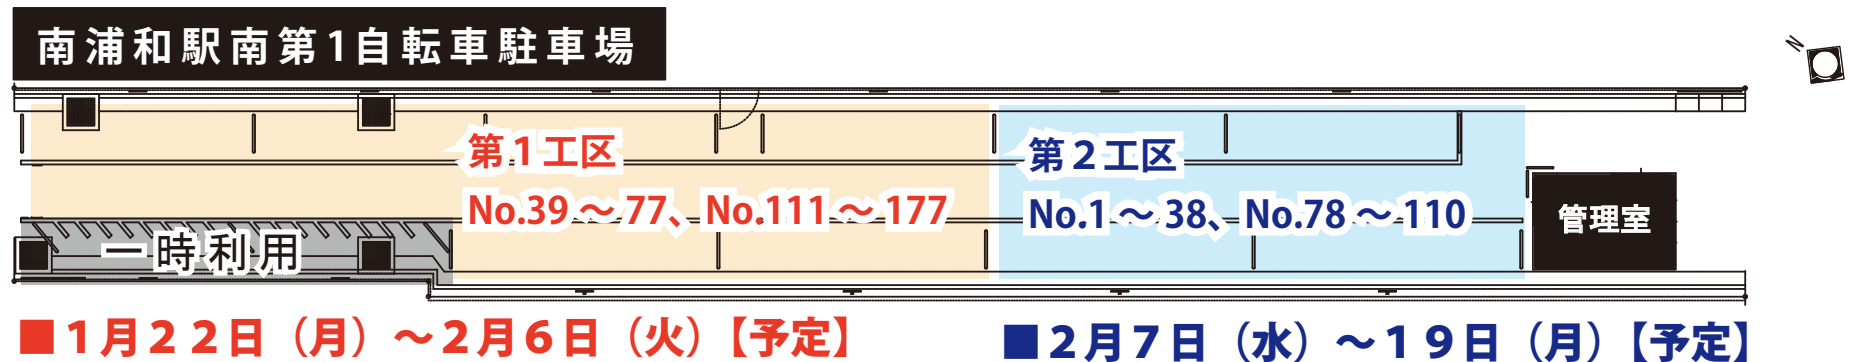 南浦和駅南第1自転車駐車場
N
第１工区
No.39～77、No.111～177
第２工区
No.1～38、No.78～110
管理室
一時利用
■１月２２日（月）～２月６日（火）【予定】
■２月７日（水）～１９日（月）【予定】